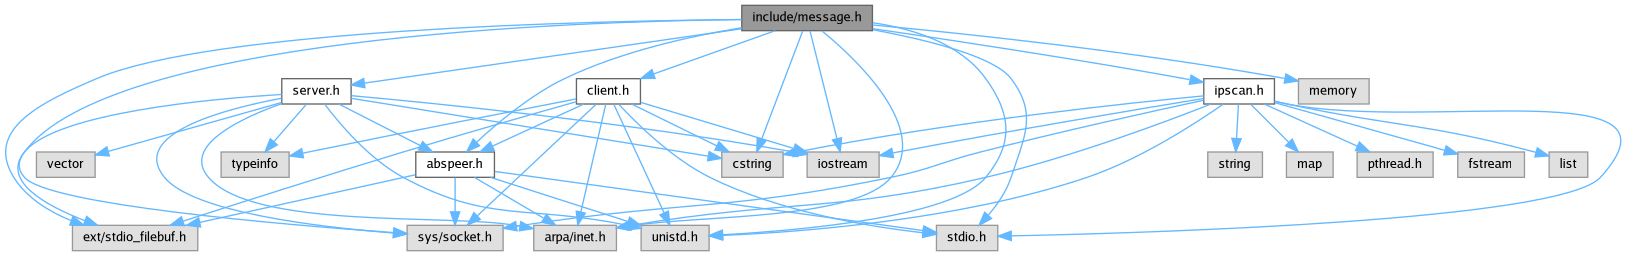 include/message.h
server.h
client.h
ipscan.h
memory
vector
typeinfo
abspeer.h
cstring
iostream
string
map
pthread.h
fstream
list
ext/stdio_filebuf.h
sys/socket.h
arpa/inet.h
unistd.h
stdio.h